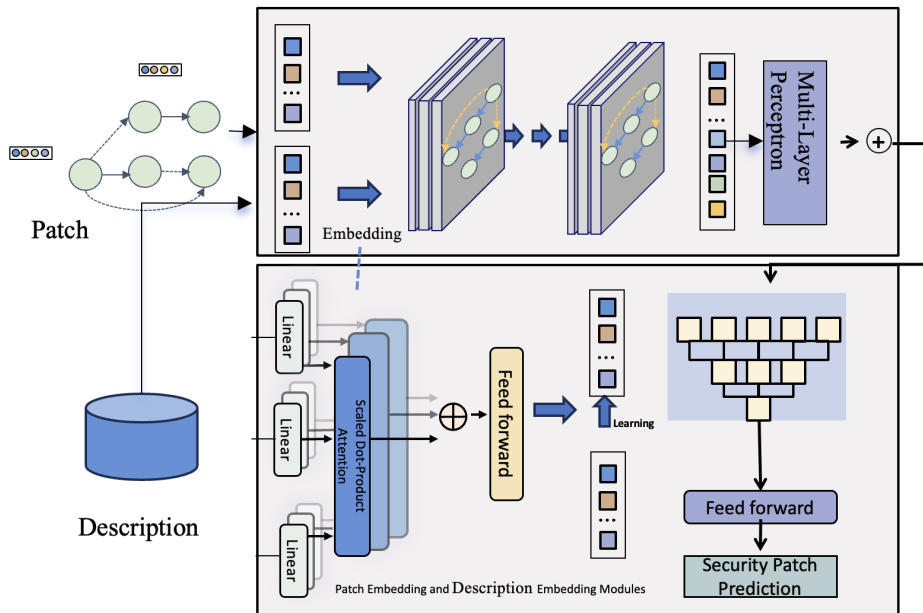 Patch
Description
Embedding
...
...
...
Multi-Layer
Perceptron
Linear
Linear
Linear
Scaled Dot-Product
Attention
Feed forward
...
Learning
...
Feed forward
Security Patch
Prediction
Patch Embedding and Description Embedding Modules